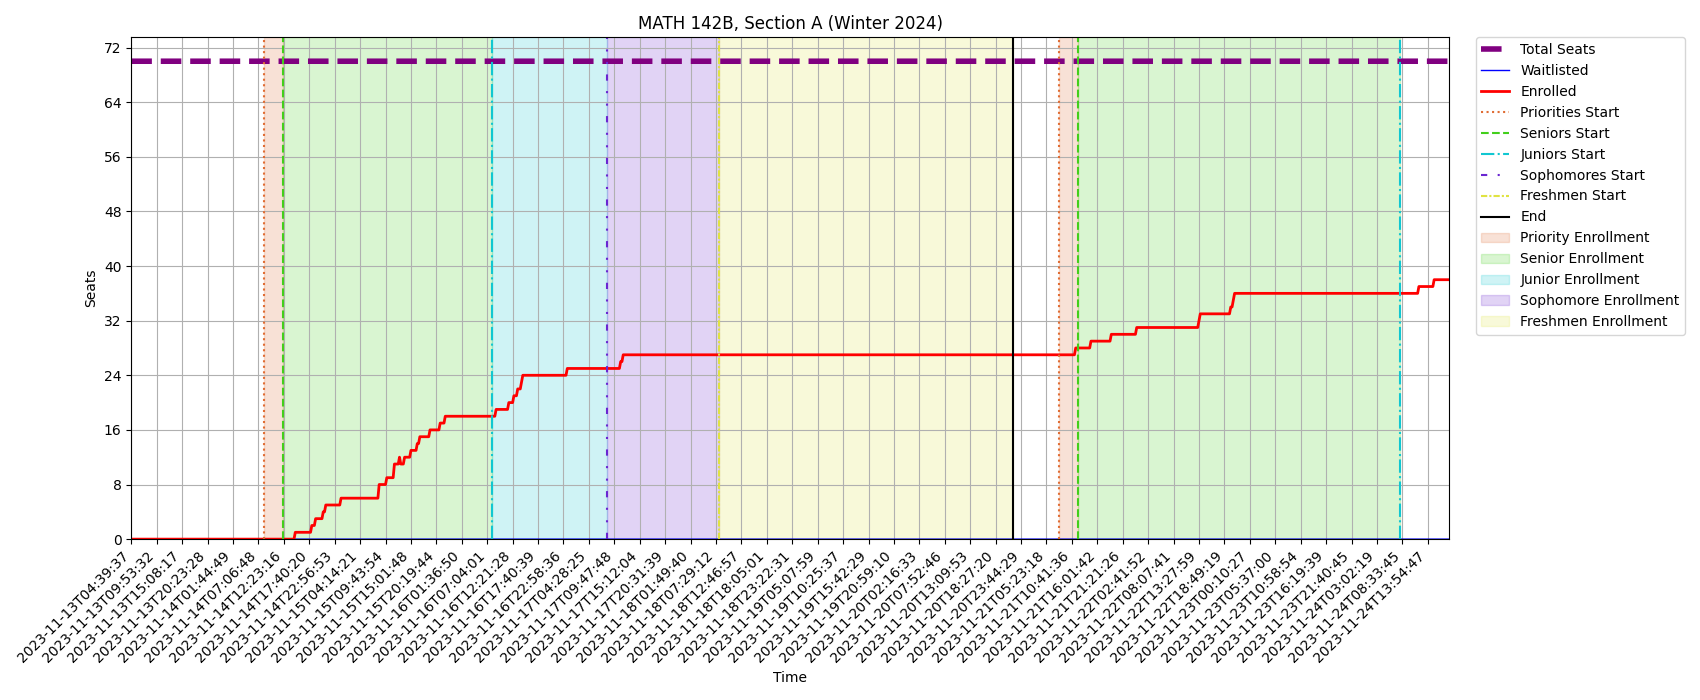 MATH 142B, Section A (Winter 2024)
72
64
56
48
40
32
24
16
8
0
Seats
2023-11-13T04:39:37
2023-11-13T09:53:32
2023-11-13T15:08:17
2023-11-13T20:23:28
2023-11-14T01:44:49
2023-11-14T07:06:48
2023-11-14T12:23:16
2023-11-14T17:40:20
2023-11-14T22:56:53
2023-11-15T04:14:21
2023-11-15T09:43:54
2023-11-15T15:01:48
2023-11-15T20:19:44
2023-11-16T01:36:50
2023-11-16T07:04:01
2023-11-16T12:21:28
2023-11-16T17:40:39
2023-11-16T22:58:36
2023-11-17T04:28:25
2023-11-17T09:47:48
2023-11-17T15:12:04
2023-11-17T20:31:39
2023-11-18T01:49:40
2023-11-18T07:29:12
2023-11-18T12:46:57
2023-11-18T18:05:01
2023-11-18T23:22:31
2023-11-19T05:07:59
2023-11-19T10:25:37
2023-11-19T15:42:29
2023-11-19T20:59:10
2023-11-20T02:16:33
2023-11-20T07:52:46
2023-11-20T13:09:53
2023-11-20T18:27:20
2023-11-20T23:44:29
2023-11-21T05:23:18
2023-11-21T10:41:36
2023-11-21T16:01:42
2023-11-21T21:21:26
2023-11-22T02:41:52
2023-11-22T08:07:41
2023-11-22T13:27:59
2023-11-22T18:49:19
2023-11-23T00:10:27
2023-11-23T05:37:00
2023-11-23T10:58:54
2023-11-23T16:19:39
2023-11-23T21:40:45
2023-11-24T03:02:19
2023-11-24T08:33:45
2023-11-24T13:54:47
Time
Total Seats
Waitlisted
Enrolled
Priorities Start
Seniors Start
Juniors Start
Sophomores Start
Freshmen Start
End
Priority Enrollment
Senior Enrollment
Junior Enrollment
Sophomore Enrollment
Freshmen Enrollment